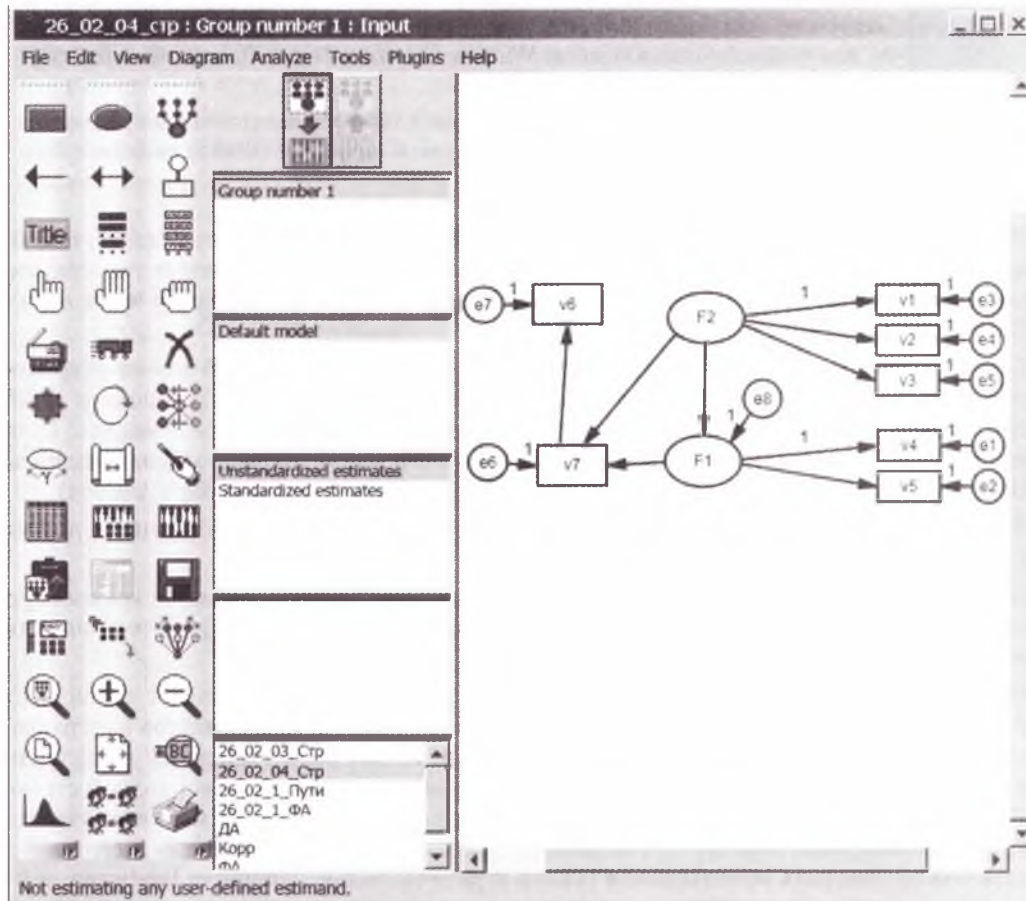 26_02_04_стр : Group number 1 : Input
File Edit View Diagram Analyze Tools Plugins Help
Title
Group number 1
Default model
Unstandardized estimates
Standardized estimates
26_02_03_Стр
26_02_04_Стр
26_02_1_Пути
26_02_1_ФА
ДА
Корр
ФА
e7 1 v6
F2
1 v1 1 e3
v2 1 e4
v3 1 e5
e8
1
e6 1 v7
F1
1 v4 1 e1
v5 1 e2
Not estimating any user-defined estimand.